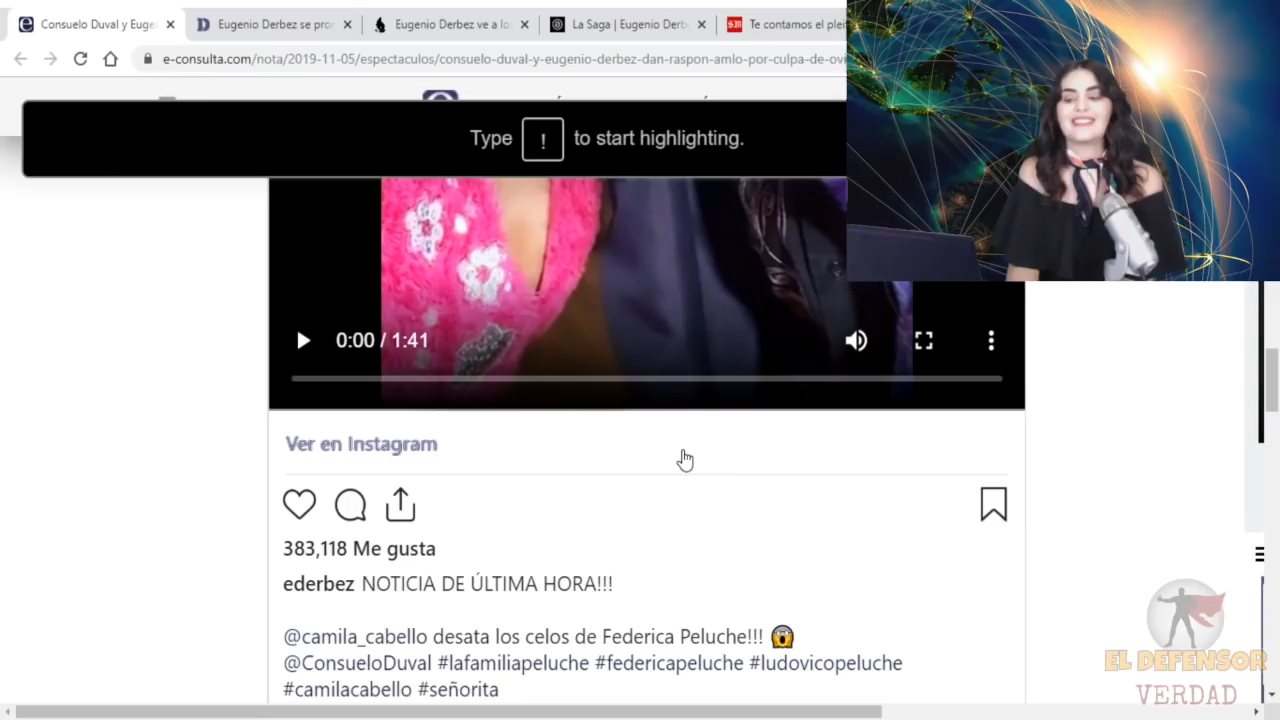 Consuelo Duval y Euge
Eugenio Derbez se pro
Eugenio Derbez ve a lo
La Saga | Eugenio Derb
Te contamos el plei
e-consulta.com/nota/2019-11-05/espectaculos/consuelo-duval-y-eugenio-derbez-dan-raspon-amlo-por-culpa-de-ovi
Type ! to start highlighting.
0:00 / 1:41
Ver en Instagram
383,118 Me gusta
ederbez NOTICIA DE ÚLTIMA HORA!!!
@camila_cabello desata los celos de Federica Peluche!!! 😱
@ConsueloDuval #lafamiliapeluche #federicapeluche #ludovicopeluche
#camilacabello #señorita
EL DEFENSOR
VERDAD